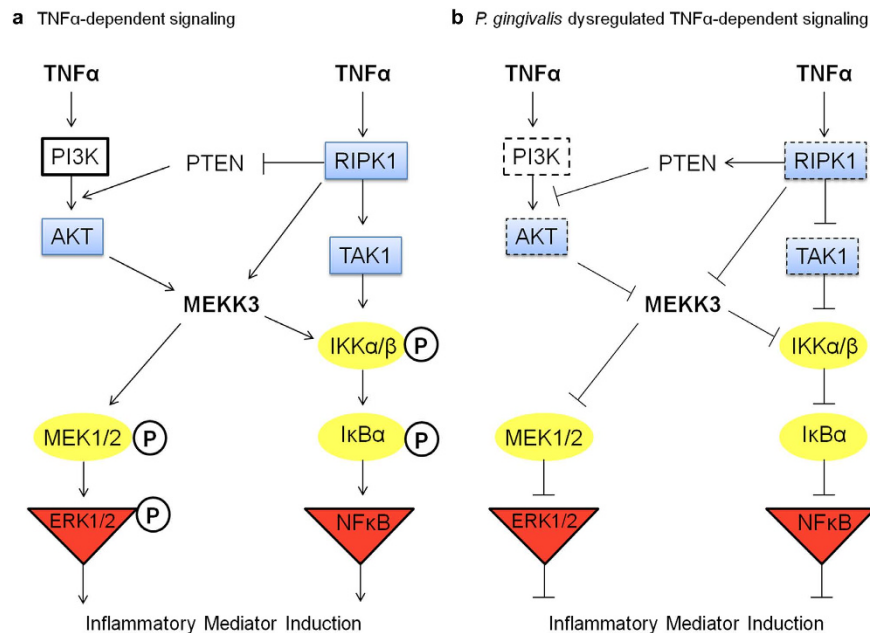 a TNFα-dependent signaling
TNFα
TNFα
PI3K
PTEN
RIPK1
AKT
TAK1
MEKK3
IKKα/β
P
MEK1/2
P
IκBα
P
ERK1/2
P
NFκB
Inflammatory Mediator Induction
b P. gingivalis dysregulated TNFα-dependent signaling
TNFα
TNFα
PI3K
PTEN
RIPK1
AKT
TAK1
MEKK3
IKKα/β
MEK1/2
IκBα
ERK1/2
NFκB
Inflammatory Mediator Induction